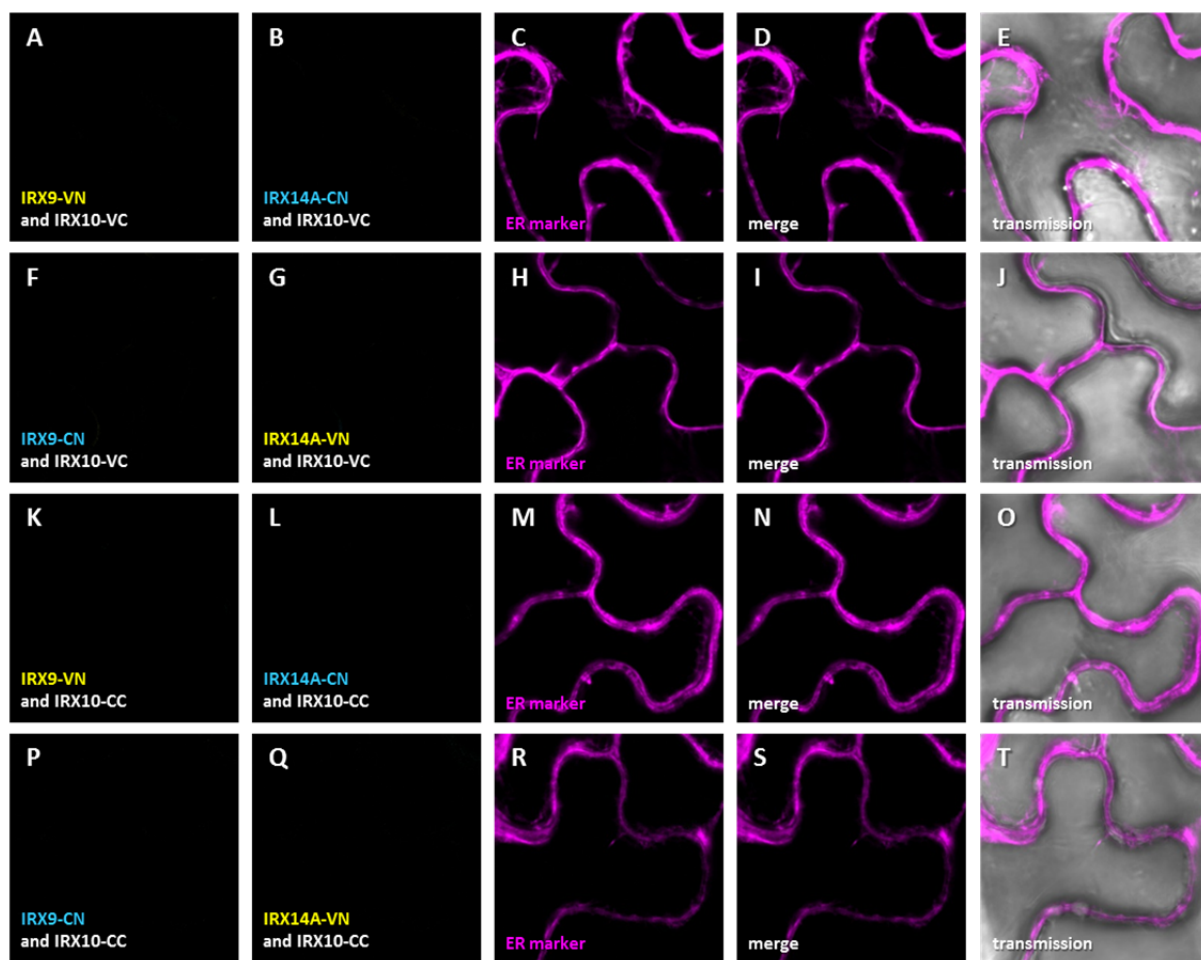 A
B
C
D
E
IRX9-VN
and IRX10-VC
IRX14A-CN
and IRX10-VC
ER marker
merge
transmission
F
G
H
I
J
IRX9-CN
and IRX10-VC
IRX14A-VN
and IRX10-VC
ER marker
merge
transmission
K
L
M
N
O
IRX9-VN
and IRX10-CC
IRX14A-CN
and IRX10-CC
ER marker
merge
transmission
P
Q
R
S
T
IRX9-CN
and IRX10-CC
IRX14A-VN
and IRX10-CC
ER marker
merge
transmission